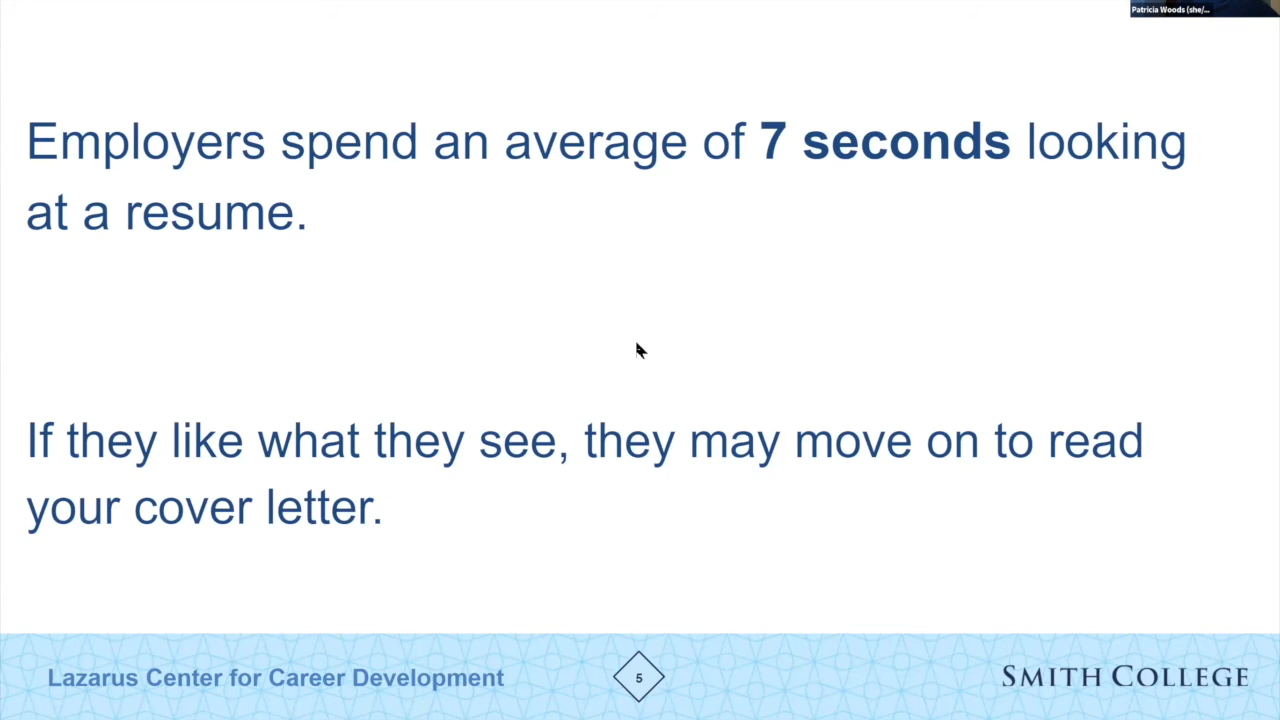 Patricia Woods (she/...
Employers spend an average of 7 seconds looking
at a resume.
If they like what they see, they may move on to read
your cover letter.
Lazarus Center for Career Development
5
SMITH COLLEGE